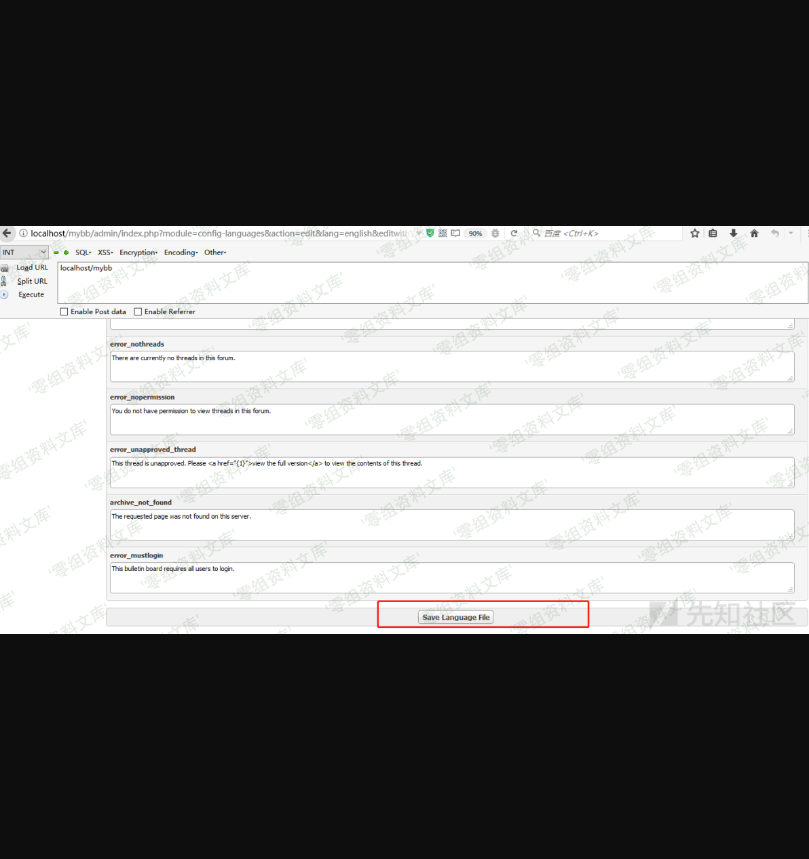 localhost/mybb/admin/index.php?module=config-languages&action=edit&lang=english&editwi
90%
百度 <Ctrl+K>
INT
SQL- XSS- Encryption- Encoding- Other-
Load URL
localhost/mybb
Split URL
Execute
Enable Post data
Enable Referrer
error_nothreads
There are currently no threads in this forum.
error_nopermission
You do not have permission to view threads in this forum.
error_unapproved_thread
This thread is unapproved. Please <a href="{1}">view the full version</a> to view the contents of this thread.
archive_not_found
The requested page was not found on this server.
error_mustlogin
This bulletin board requires all users to login.
Save Language File
先知社区
'零组资料文库'